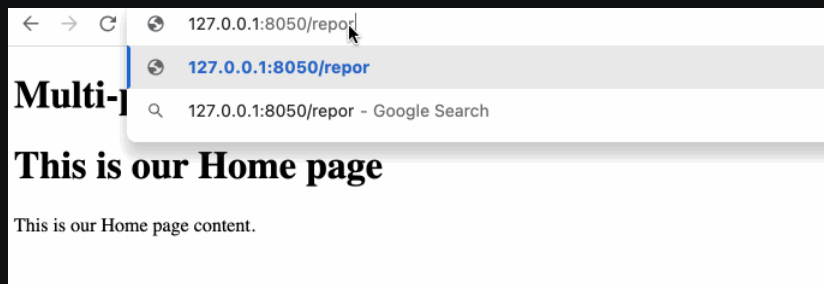 127.0.0.1:8050/repor
127.0.0.1:8050/repor
127.0.0.1:8050/repor - Google Search
This is our Home page
This is our Home page content.